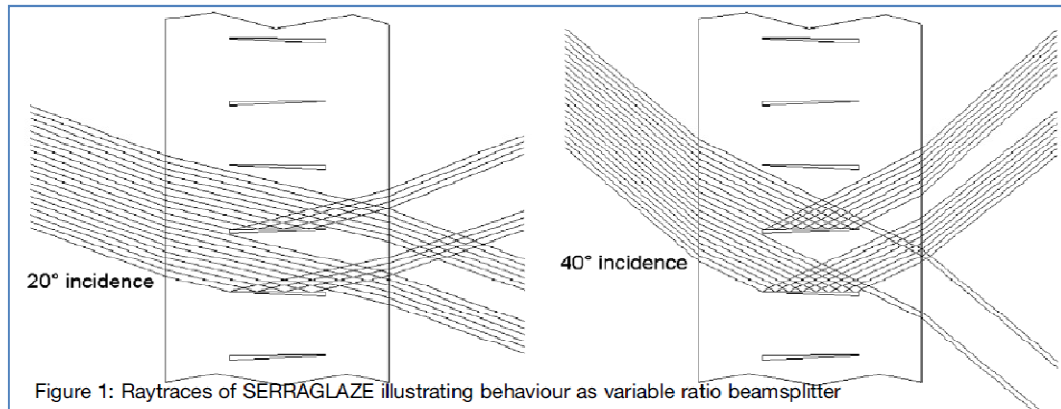 20° incidence
40° incidence
Figure 1: Raytraces of SERRAGLAZE illustrating behaviour as variable ratio beamsplitter